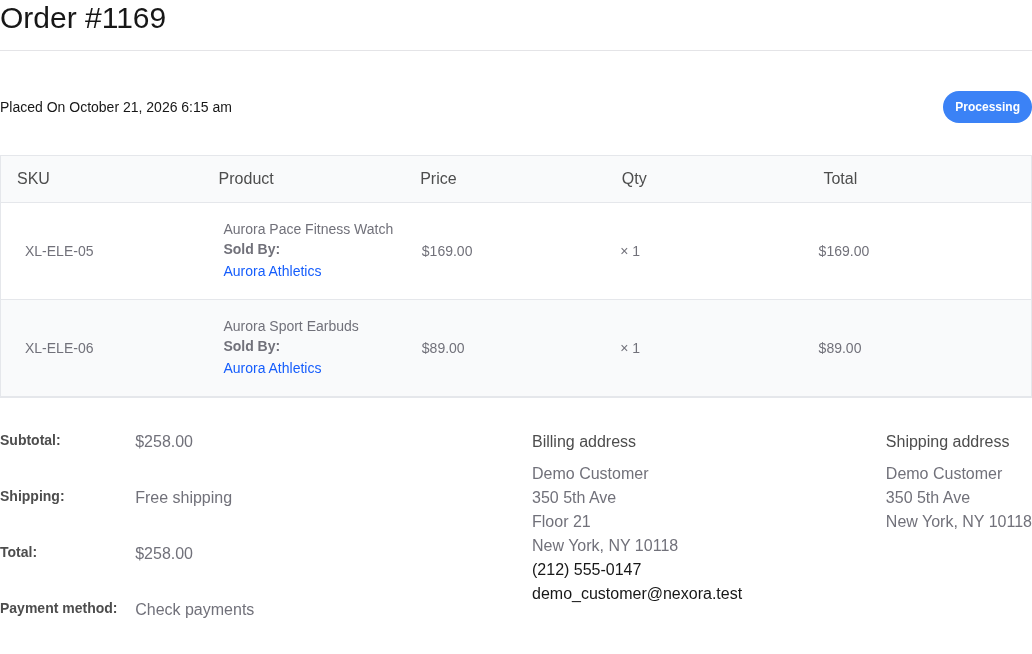 Order #1169
Placed On October 21, 2026 6:15 am
Processing
SKU Product Price Qty Total
Aurora Pace Fitness Watch
Sold By:
XL-ELE-05 $169.00 × 1 $169.00
Aurora Athletics
Aurora Sport Earbuds
Sold By:
XL-ELE-06 $89.00 × 1 $89.00
Aurora Athletics
Subtotal: $258.00
Shipping: Free shipping
Total: $258.00
Payment method: Check payments
Billing address
Demo Customer
350 5th Ave
Floor 21
New York, NY 10118
(212) 555-0147
demo_customer@nexora.test
Shipping address
Demo Customer
350 5th Ave
New York, NY 10118